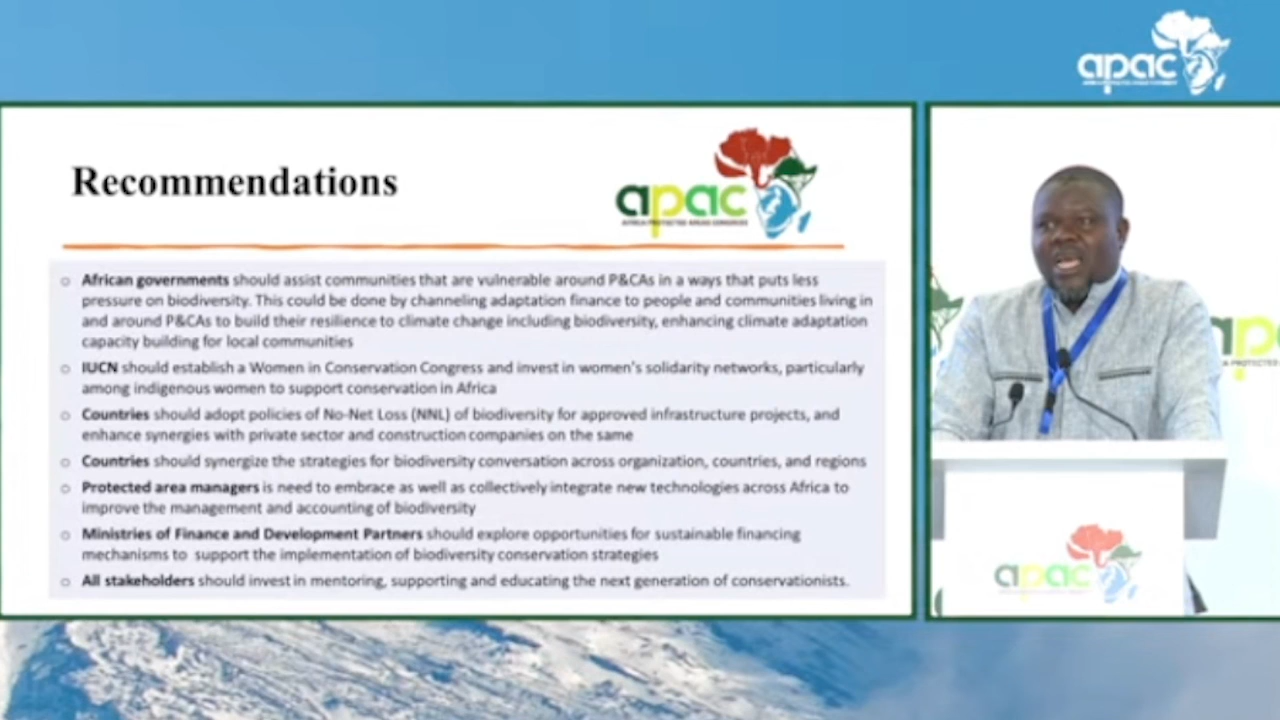 apac
Recommendations
apac
AFRICA PROTECTED AREAS CONGRESS
African governments should assist communities that are vulnerable around P&CAs in a ways that puts less
pressure on biodiversity. This could be done by channeling adaptation finance to people and communities living in
and around P&CAs to build their resilience to climate change including biodiversity, enhancing climate adaptation
capacity building for local communities
IUCN should establish a Women in Conservation Congress and invest in women's solidarity networks, particularly
among indigenous women to support conservation in Africa
Countries should adopt policies of No-Net Loss (NNL) of biodiversity for approved infrastructure projects, and
enhance synergies with private sector and construction companies on the same
Countries should synergize the strategies for biodiversity conversation across organization, countries, and regions
Protected area managers is need to embrace as well as collectively integrate new technologies across Africa to
improve the management and accounting of biodiversity
Ministries of Finance and Development Partners should explore opportunities for sustainable financing
mechanisms to support the implementation of biodiversity conservation strategies
All stakeholders should invest in mentoring, supporting and educating the next generation of conservationists.
apac